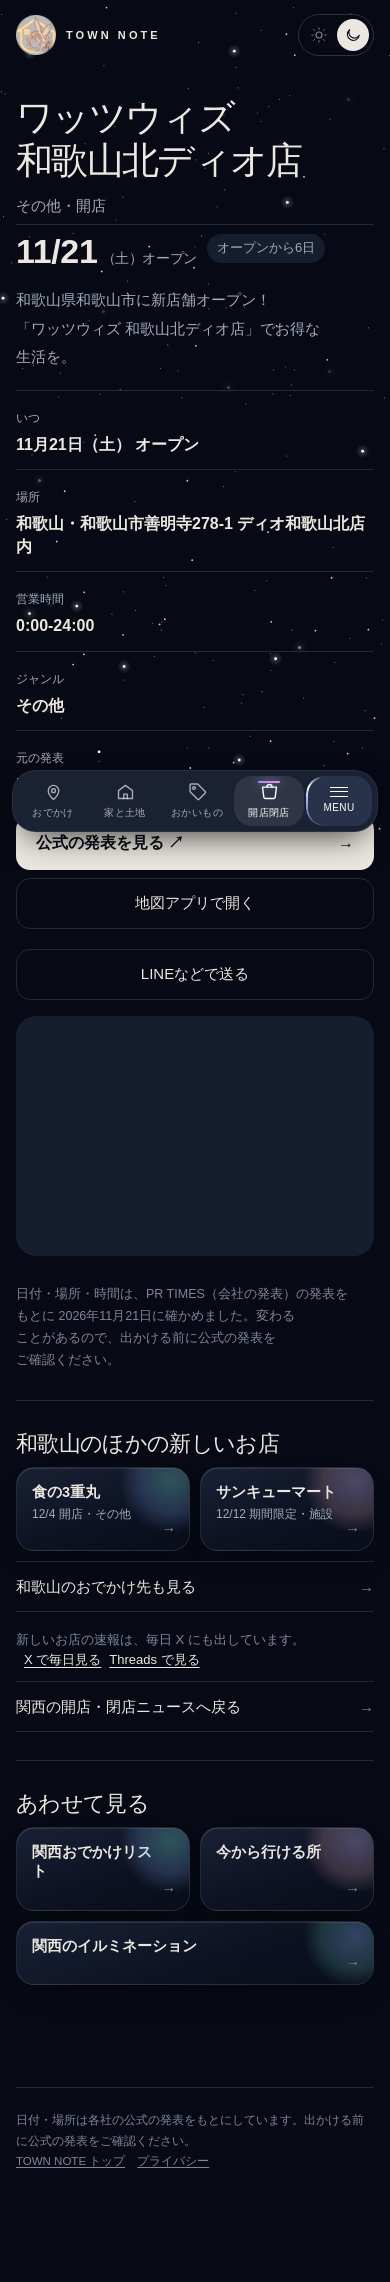 TOWN NOTE
ワッツウィズ
和歌山北ディオ店
その他・開店
11/21（土）オープン オープンから6日
和歌山県和歌山市に新店舗オープン！
「ワッツウィズ 和歌山北ディオ店」でお得な
生活を。
いつ
11月21日（土） オープン
場所
和歌山・和歌山市善明寺278-1 ディオ和歌山北店
内
営業時間
0:00-24:00
ジャンル
その他
元の発表
おでかけ 家と土地 おかいもの 開店閉店 MENU
公式の発表を見る ↗ →
地図アプリで開く
LINEなどで送る
日付・場所・時間は、PR TIMES（会社の発表）の発表を
もとに 2026年11月21日に確かめました。変わる
ことがあるので、出かける前に公式の発表を
ご確認ください。
和歌山のほかの新しいお店
食の3重丸
12/4 開店・その他
→
サンキューマート
12/12 期間限定・施設
→
和歌山のおでかけ先も見る →
新しいお店の速報は、毎日 X にも出しています。
X で毎日見る Threads で見る
関西の開店・閉店ニュースへ戻る →
あわせて見る
関西おでかけリス
ト
→
今から行ける所
→
関西のイルミネーション
→
日付・場所は各社の公式の発表をもとにしています。出かける前
に公式の発表をご確認ください。
TOWN NOTE トップ プライバシー